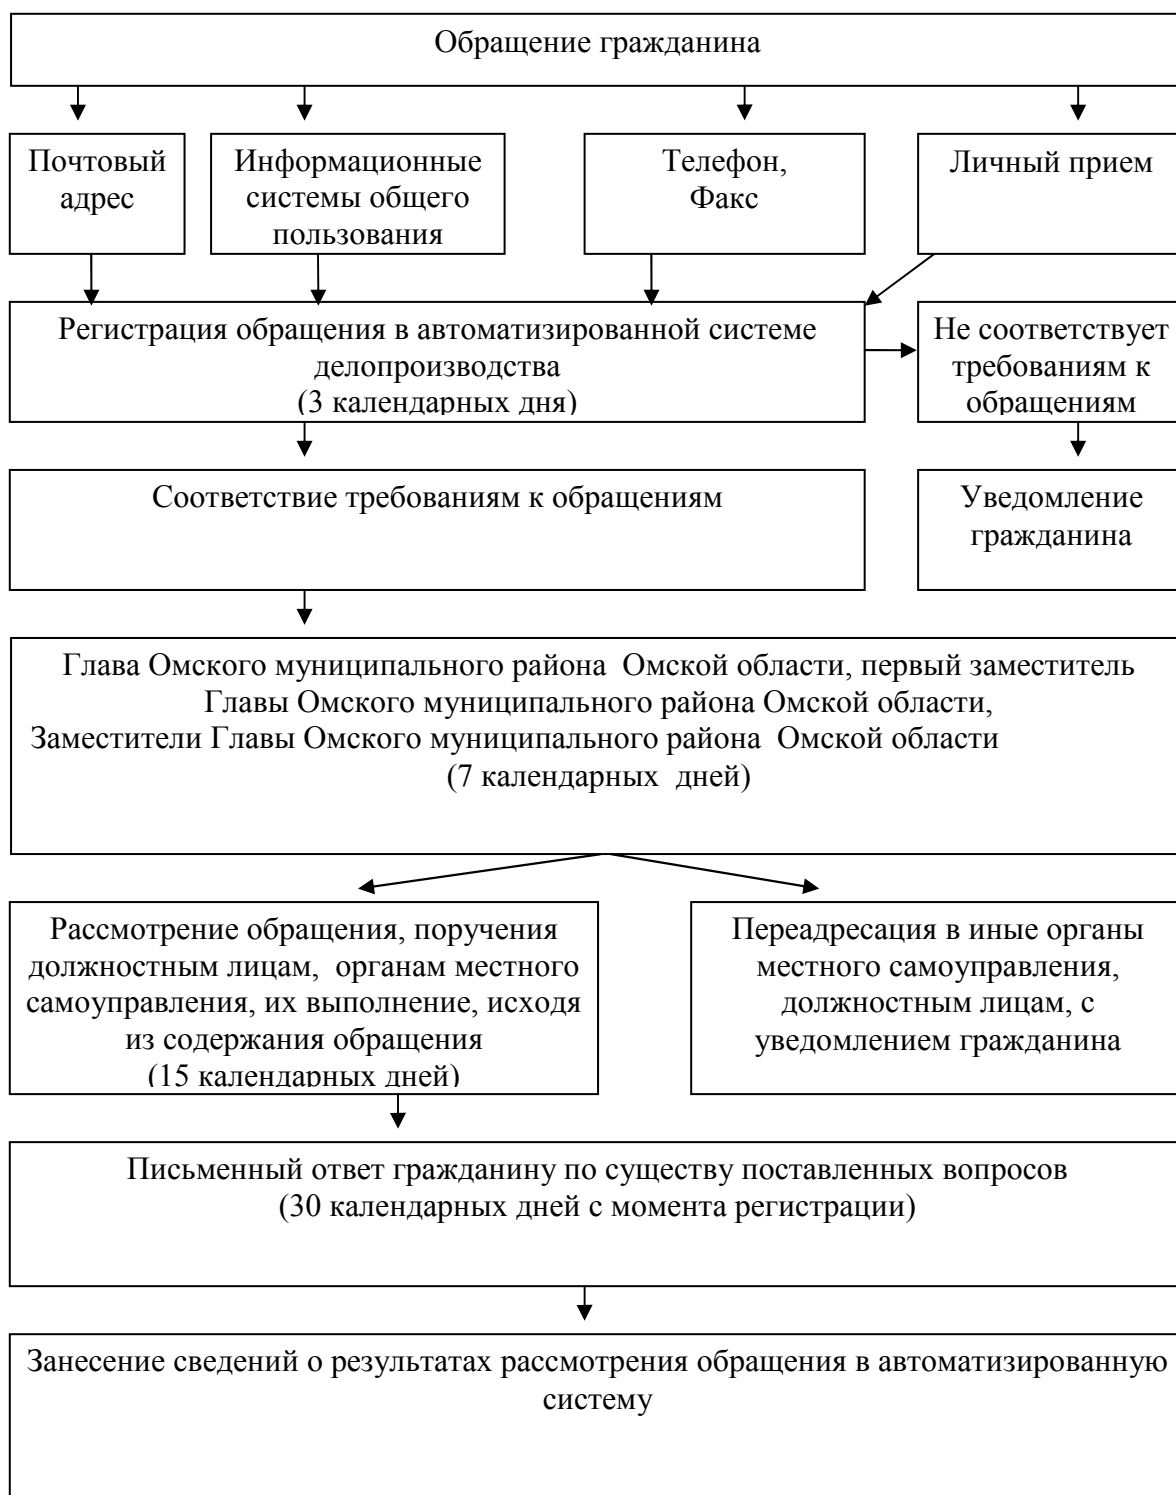 Обращение гражданина
Почтовый
адрес
Информационные
системы общего
пользования
Телефон,
Факс
Личный прием
Регистрация обращения в автоматизированной системе
делопроизводства
(3 календарных дня)
Не соответствует
требованиям к
обращениям
Соответствие требованиям к обращениям
Уведомление
гражданина
Глава Омского муниципального района  Омской области, первый заместитель
Главы Омского муниципального района Омской области,
Заместители Главы Омского муниципального района  Омской области
(7 календарных  дней)
Рассмотрение обращения, поручения
должностным лицам,  органам местного
самоуправления, их выполнение, исходя
из содержания обращения
(15 календарных дней)
Переадресация в иные органы
местного самоуправления,
должностным лицам, с
уведомлением гражданина
Письменный ответ гражданину по существу поставленных вопросов
(30 календарных дней с момента регистрации)
Занесение сведений о результатах рассмотрения обращения в автоматизированную
систему